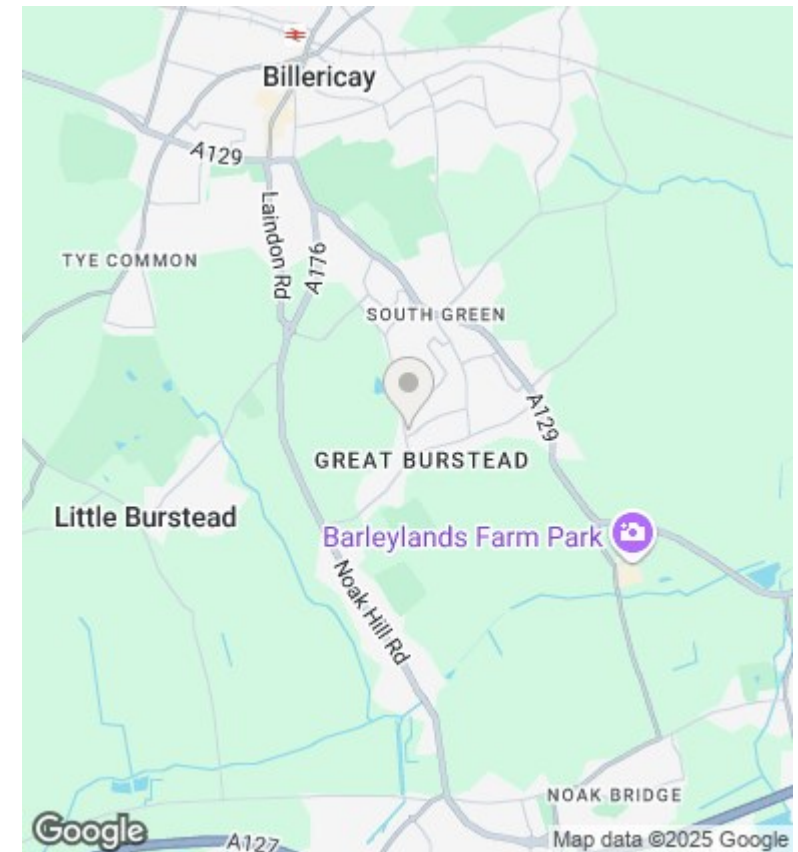 Billericay
A129
Laindon Rd
A176
TYE COMMON
SOUTH GREEN
A129
GREAT BURSTEAD
Little Burstead
Barleylands Farm Park
Noak Hill Rd
NOAK BRIDGE
Google
A127
Map data ©2025 Google